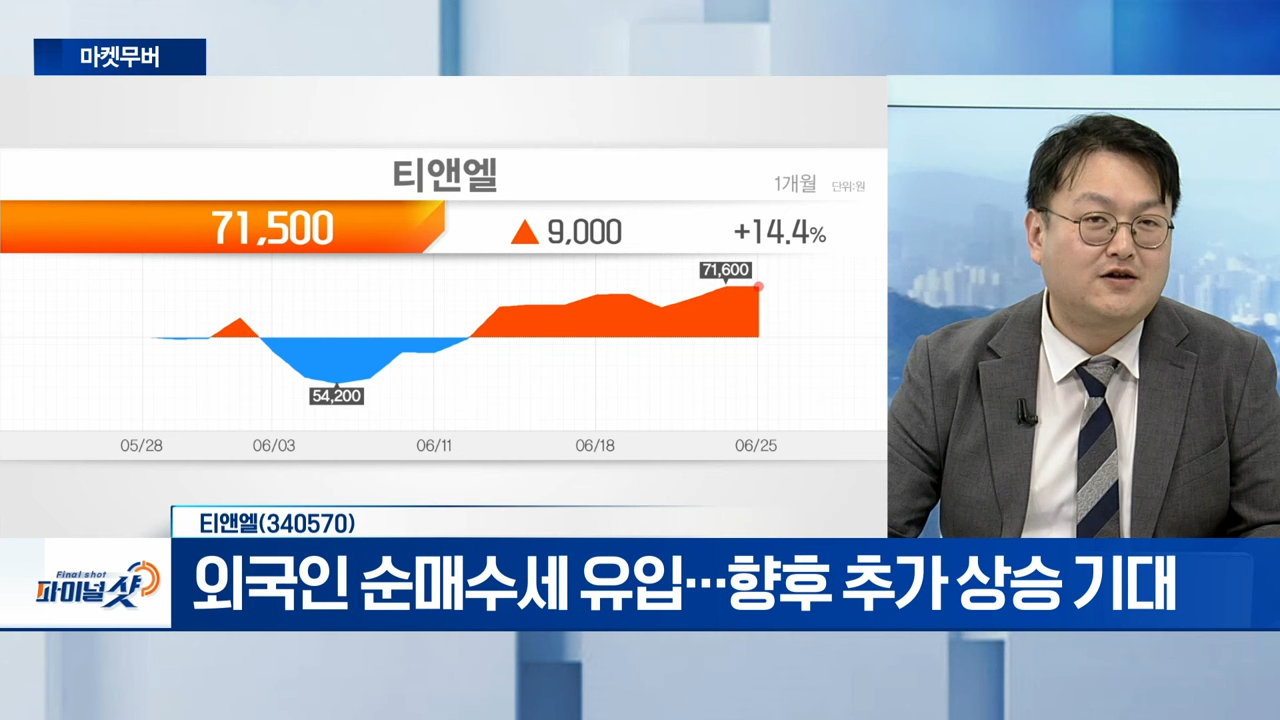 마켓무버
티앤엘
1개월 단위:원
71,500 ▲ 9,000 +14.4%
71,600
54,200
05/28 06/03 06/11 06/18 06/25
티앤엘(340570)
Final shot
파이널샷
외국인 순매수세 유입…향후 추가 상승 기대